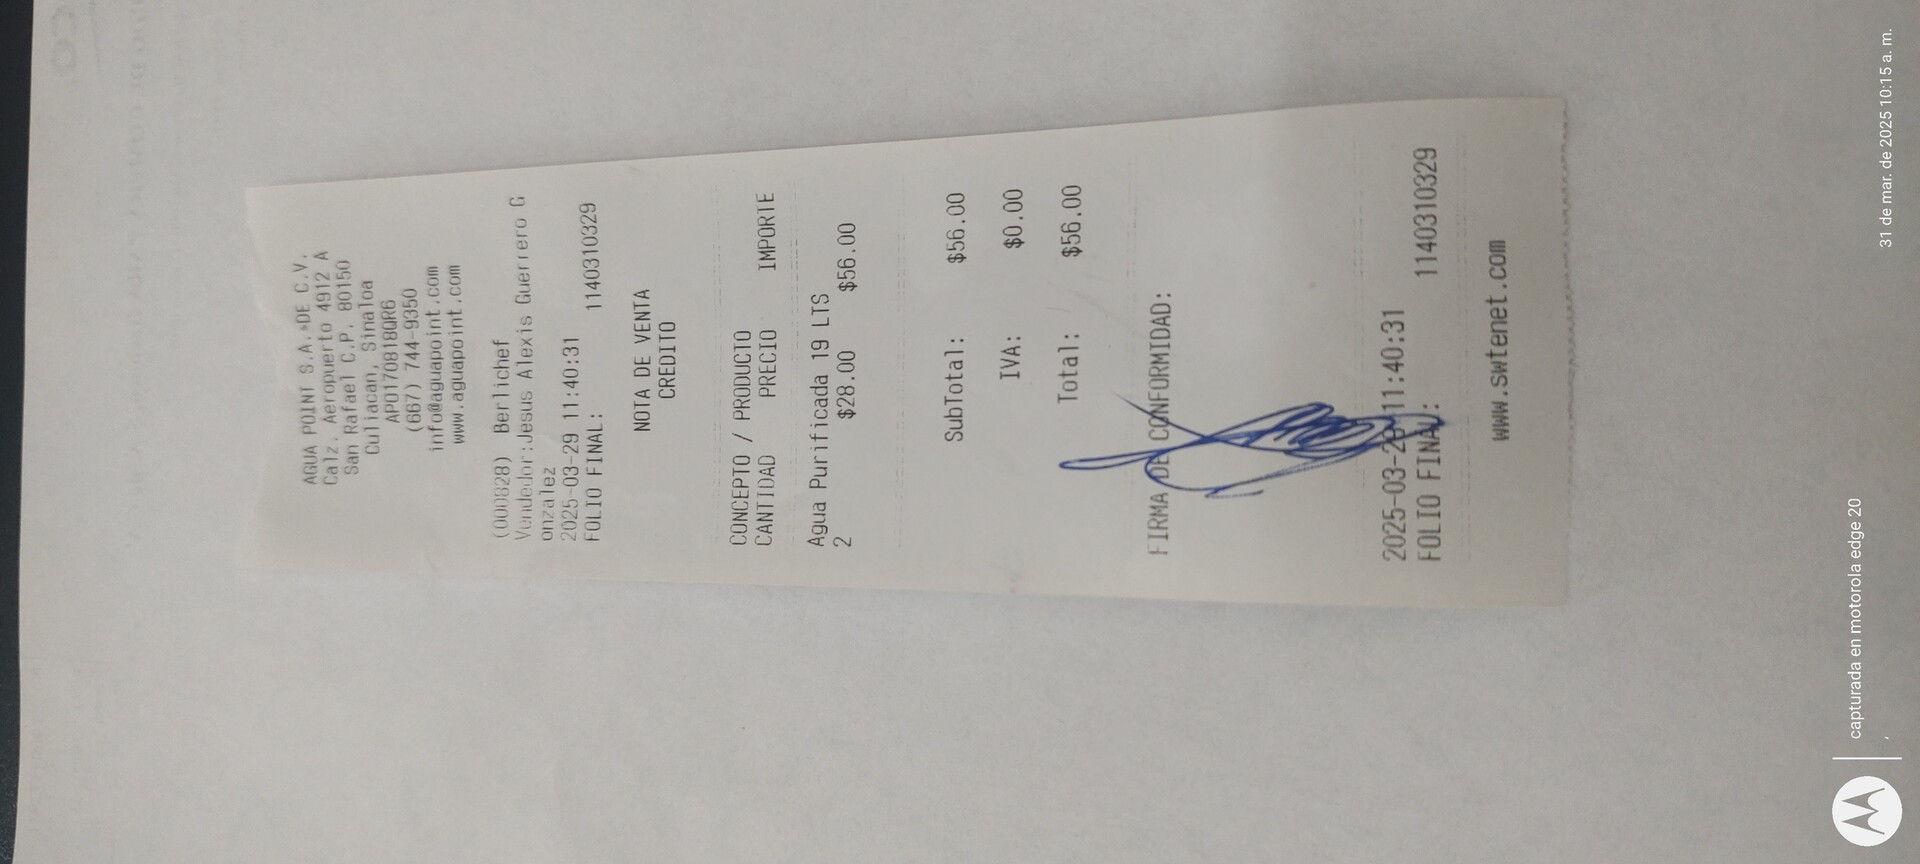 AGUA POINT S.A. DE C.V.
Calz. Aeropuerto 4912 A
San Rafael C.P. 80150
Culiacan, Sinaloa
APO170818QR6
(667) 744-9350
info@aguapoint.com
www.aguapoint.com
(000828) Berlichef
Vendedor:Jesus Alexis Guerrero G
onzalez
2025-03-29 11:40:31
FOLIO FINAL: 1140310329
NOTA DE VENTA
CREDITO
CONCEPTO / PRODUCTO
CANTIDAD PRECIO IMPORTE
Agua Purificada 19 LTS
2 $28.00 $56.00
SubTotal: $56.00
IVA: $0.00
Total: $56.00
FIRMA DE CONFORMIDAD:
2025-03-29 11:40:31
FOLIO FINAL: 1140310329
www.swtenet.com
capturada en motorola edge 20
,
31 de mar. de 2025 10:15 a. m.